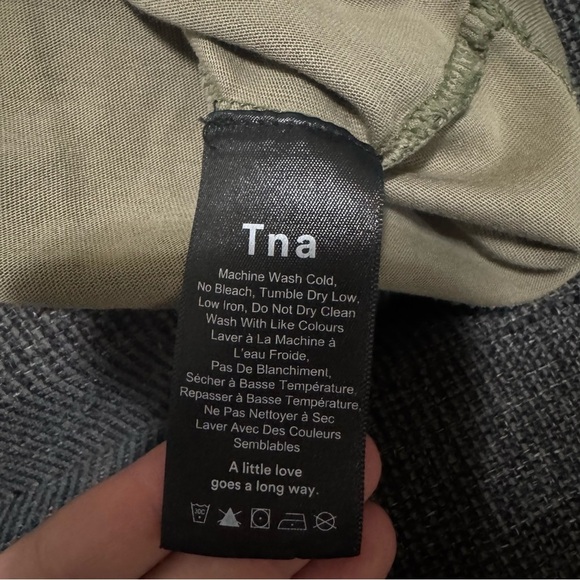 Tna
Machine Wash Cold,
No Bleach, Tumble Dry Low,
Low Iron, Do Not Dry Clean
Wash With Like Colours
Laver à La Machine à
L'eau Froide,
Pas De Blanchiment,
Sécher à Basse Température,
Repasser à Basse Température,
Ne Pas Nettoyer à Sec
Laver Avec Des Couleurs
Semblables
A little love
goes a long way.